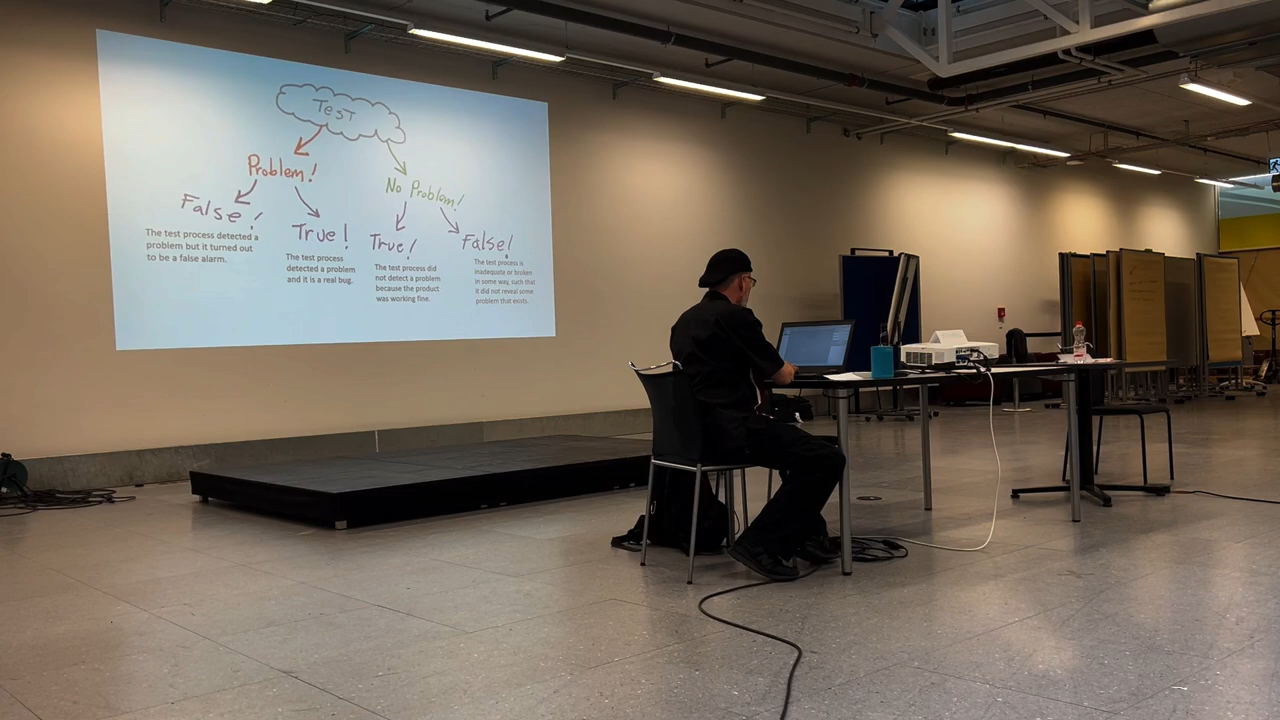 Test
Problem!
No Problem!
False!
True!
True!
False!
The test process detected a
problem but it turned out
to be a false alarm.
The test process
detected a problem
and it is a real bug.
The test process did
not detect a problem
because the product
was working fine.
The test process is
inadequate or broken
in some way, such that
it did not reveal some
problem that exists.